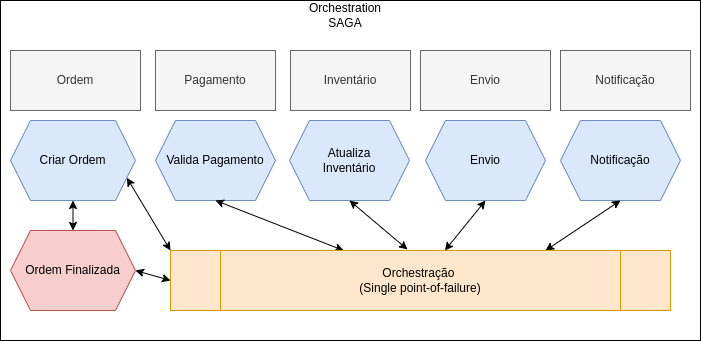 Orchestration
SAGA
Ordem
Pagamento
Inventário
Envio
Notificação
Criar Ordem
Valida Pagamento
Atualiza
Inventário
Envio
Notificação
Ordem Finalizada
Orchestração
(Single point-of-failure)